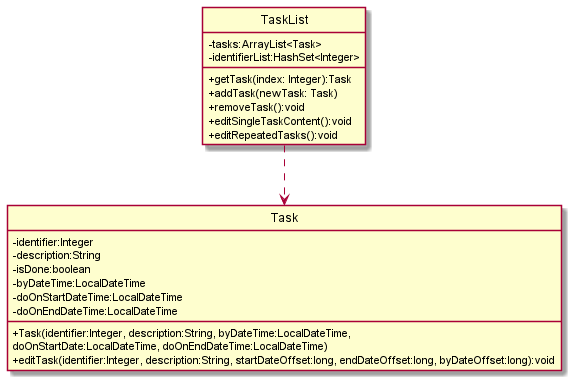 TaskList
-tasks:ArrayList<Task>
-identifierList:HashSet<Integer>
+getTask(index: Integer):Task
+addTask(newTask: Task)
+removeTask():void
+editSingleTaskContent():void
+editRepeatedTasks():void
Task
-identifier:Integer
-description:String
-isDone:boolean
-byDateTime:LocalDateTime
-doOnStartDateTime:LocalDateTime
-doOnEndDateTime:LocalDateTime
+Task(identifier:Integer, description:String, byDateTime:LocalDateTime,
doOnStartDate:LocalDateTime, doOnEndDateTime:LocalDateTime)
+editTask(identifier:Integer, description:String, startDateOffset:long, endDateOffset:long, byDateOffset:long):void